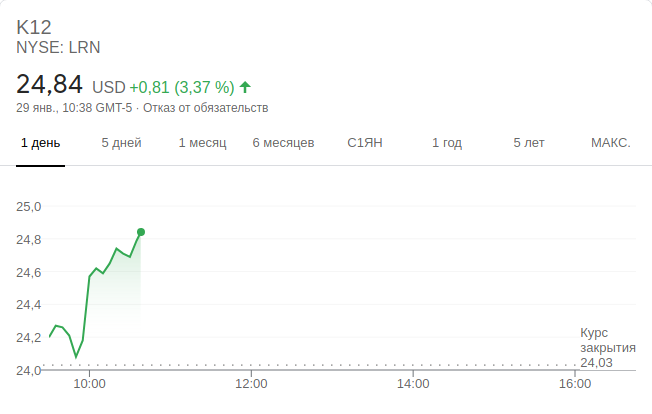 K12
NYSE: LRN
24,84 USD +0,81 (3,37 %)
29 янв., 10:38 GMT-5 · Отказ от обязательств
1 день 5 дней 1 месяц 6 месяцев С1ЯН 1 год 5 лет МАКС.
25,0
24,8
24,6
24,4
24,2
24,0
Курс
закрытия
24,03
10:00 12:00 14:00 16:00